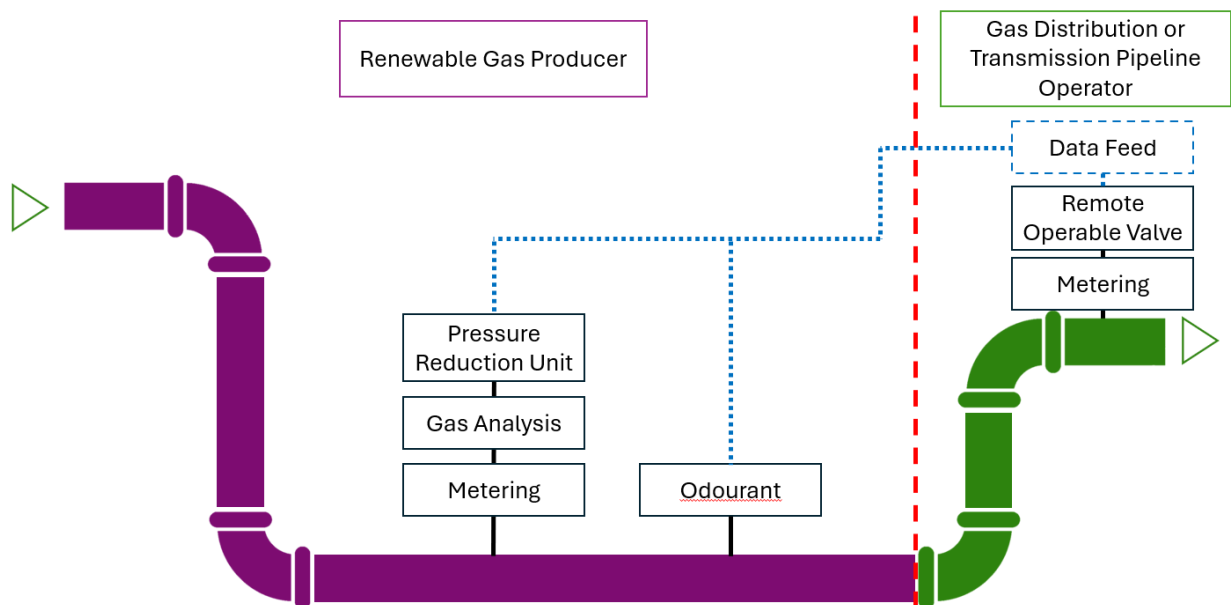 Renewable Gas Producer
Gas Distribution or
Transmission Pipeline
Operator
Data Feed
Remote
Operable Valve
Metering
Pressure
Reduction Unit
Gas Analysis
Metering
Odourant